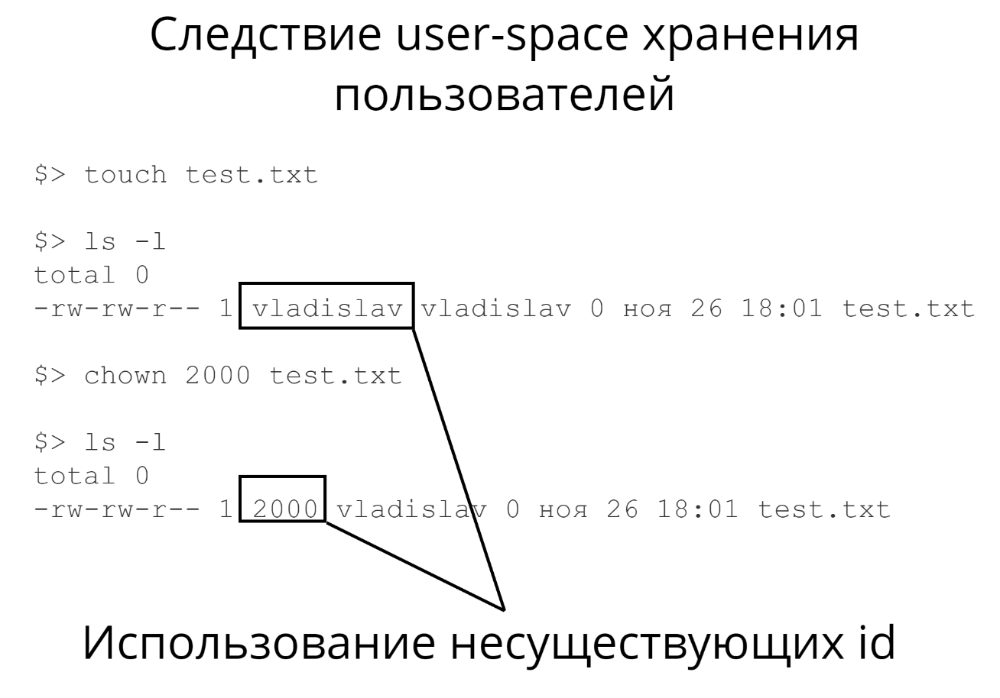 Следствие user-space хранения
пользователей
$> touch test.txt
$> ls -l
total 0
-rw-rw-r-- 1 vladislav vladislav 0 ноя 26 18:01 test.txt
$> chown 2000 test.txt
$> ls -l
total 0
-rw-rw-r-- 1 2000 vladislav 0 ноя 26 18:01 test.txt
Использование несуществующих id